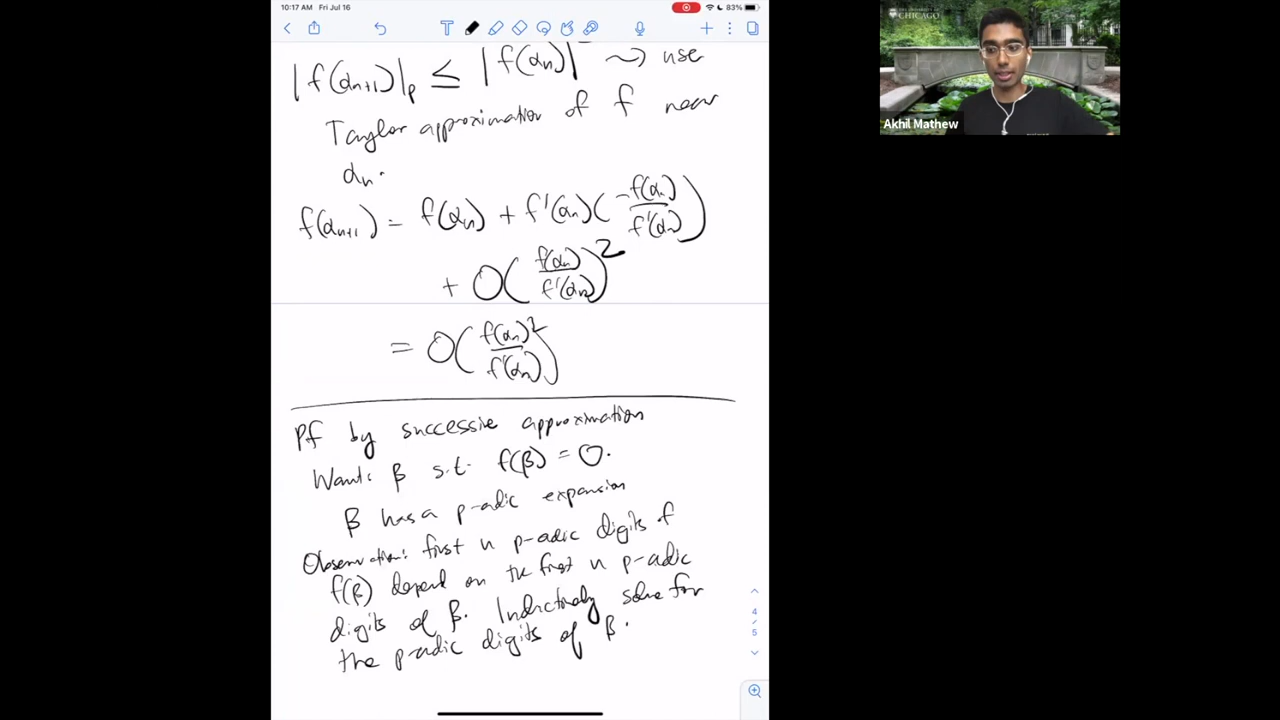 10:17 AM Fri Jul 16
83%
T
|f(αₙ₊₁)|ₚ ≤ |f(αₙ)|² ⇝ use
Taylor approximation of f near
αₙ.
f(αₙ₊₁) = f(αₙ) + f'(αₙ)(-f(αₙ)/f'(αₙ))
+ O(f(αₙ)/f'(αₙ))²
= O(f(αₙ)²/f'(αₙ))
Pf by successie approximation
Want: β s.t. f(β) = 0.
β has a p-adic expansion
Observation: first n p-adic digits of
f(β) depend on the first n p-adic
digits of β. Inductively solve for
the p-adic digits of β.
4
5
CHICAGO
Akhil Mathew